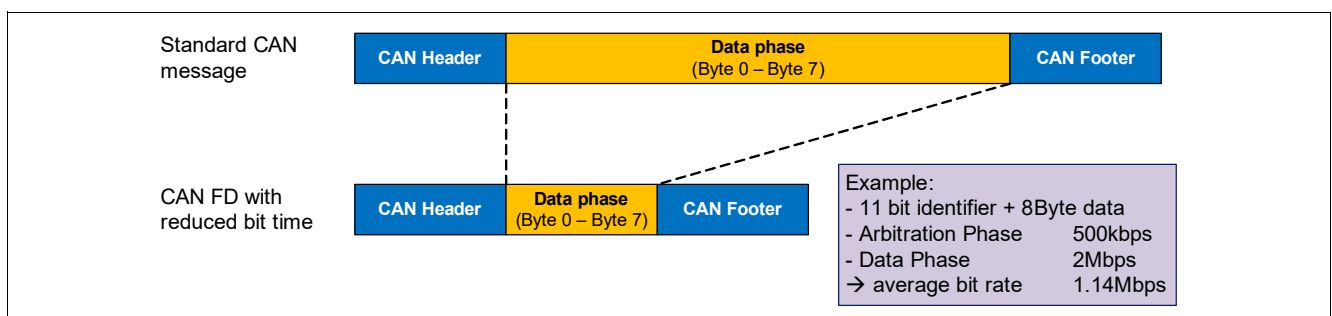 Standard CAN
message
CAN Header
Data phase
(Byte 0 – Byte 7)
CAN Footer
CAN FD with
reduced bit time
CAN Header
Data phase
(Byte 0 – Byte 7)
CAN Footer
Example:
- 11 bit identifier + 8Byte data
- Arbitration Phase 500kbps
- Data Phase 2Mbps
→ average bit rate 1.14Mbps